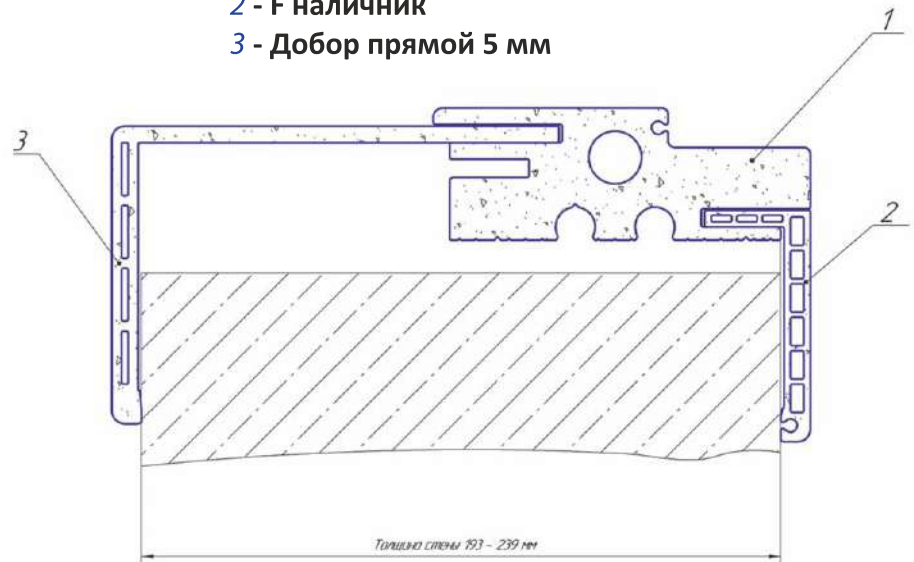 2 - F наличник
3 - Добор прямой 5 мм
1
3
2
Толщина стены 193 - 239 мм